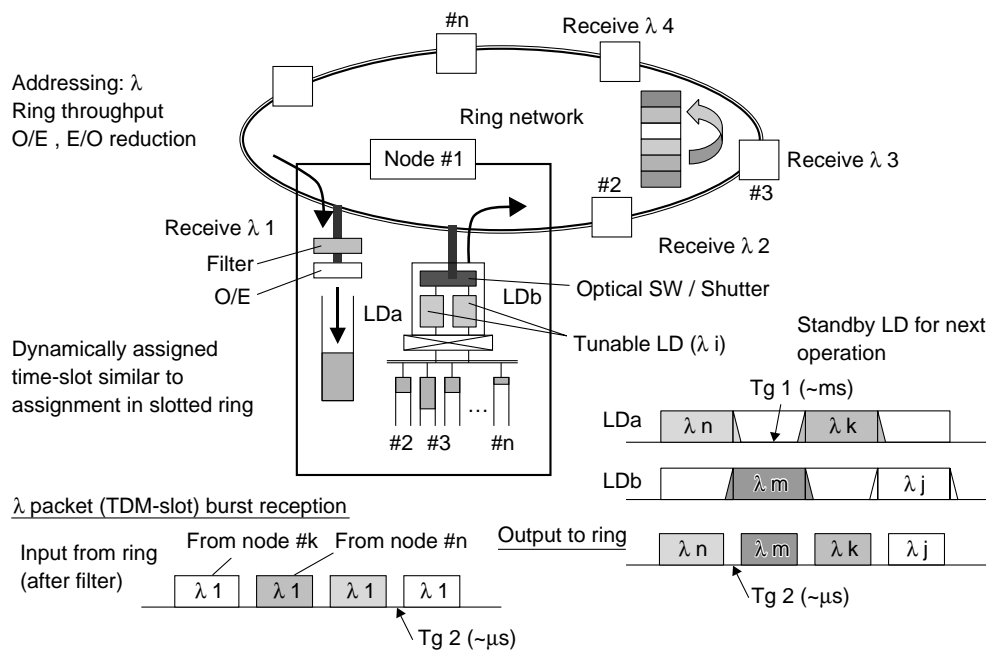 #n
Receive λ 4
Addressing: λ
Ring throughput
O/E , E/O reduction
Ring network
Node #1
Receive λ 3
#2
#3
Receive λ 1
Receive λ 2
Filter
O/E
LDa
LDb
Optical SW / Shutter
Tunable LD (λ i)
Standby LD for next
operation
Dynamically assigned
time-slot similar to
assignment in slotted ring
Tg 1 (~ms)
#2
#3
...
#n
LDa
λ n
λ k
LDb
λ m
λ j
λ packet (TDM-slot) burst reception
Input from ring
(after filter)
From node #k
From node #n
λ 1
λ 1
λ 1
λ 1
Tg 2 (~μs)
Output to ring
λ n
λ m
λ k
λ j
Tg 2 (~μs)